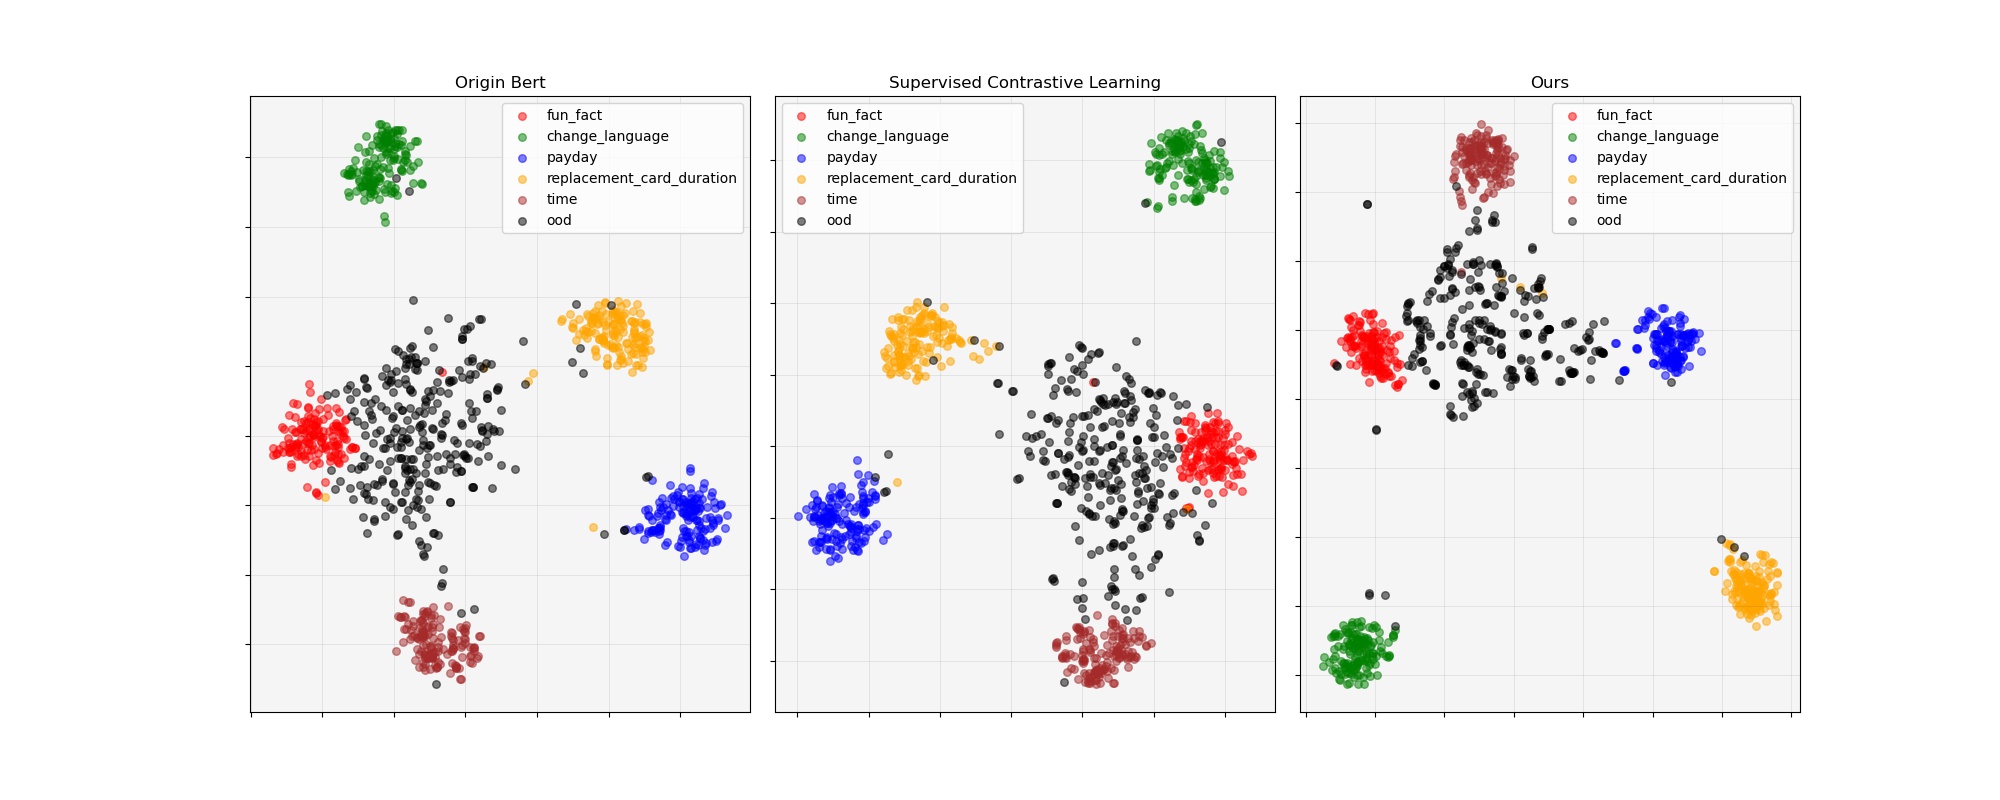 Origin Bert
fun_fact
change_language
payday
replacement_card_duration
time
ood
Supervised Contrastive Learning
fun_fact
change_language
payday
replacement_card_duration
time
ood
Ours
fun_fact
change_language
payday
replacement_card_duration
time
ood